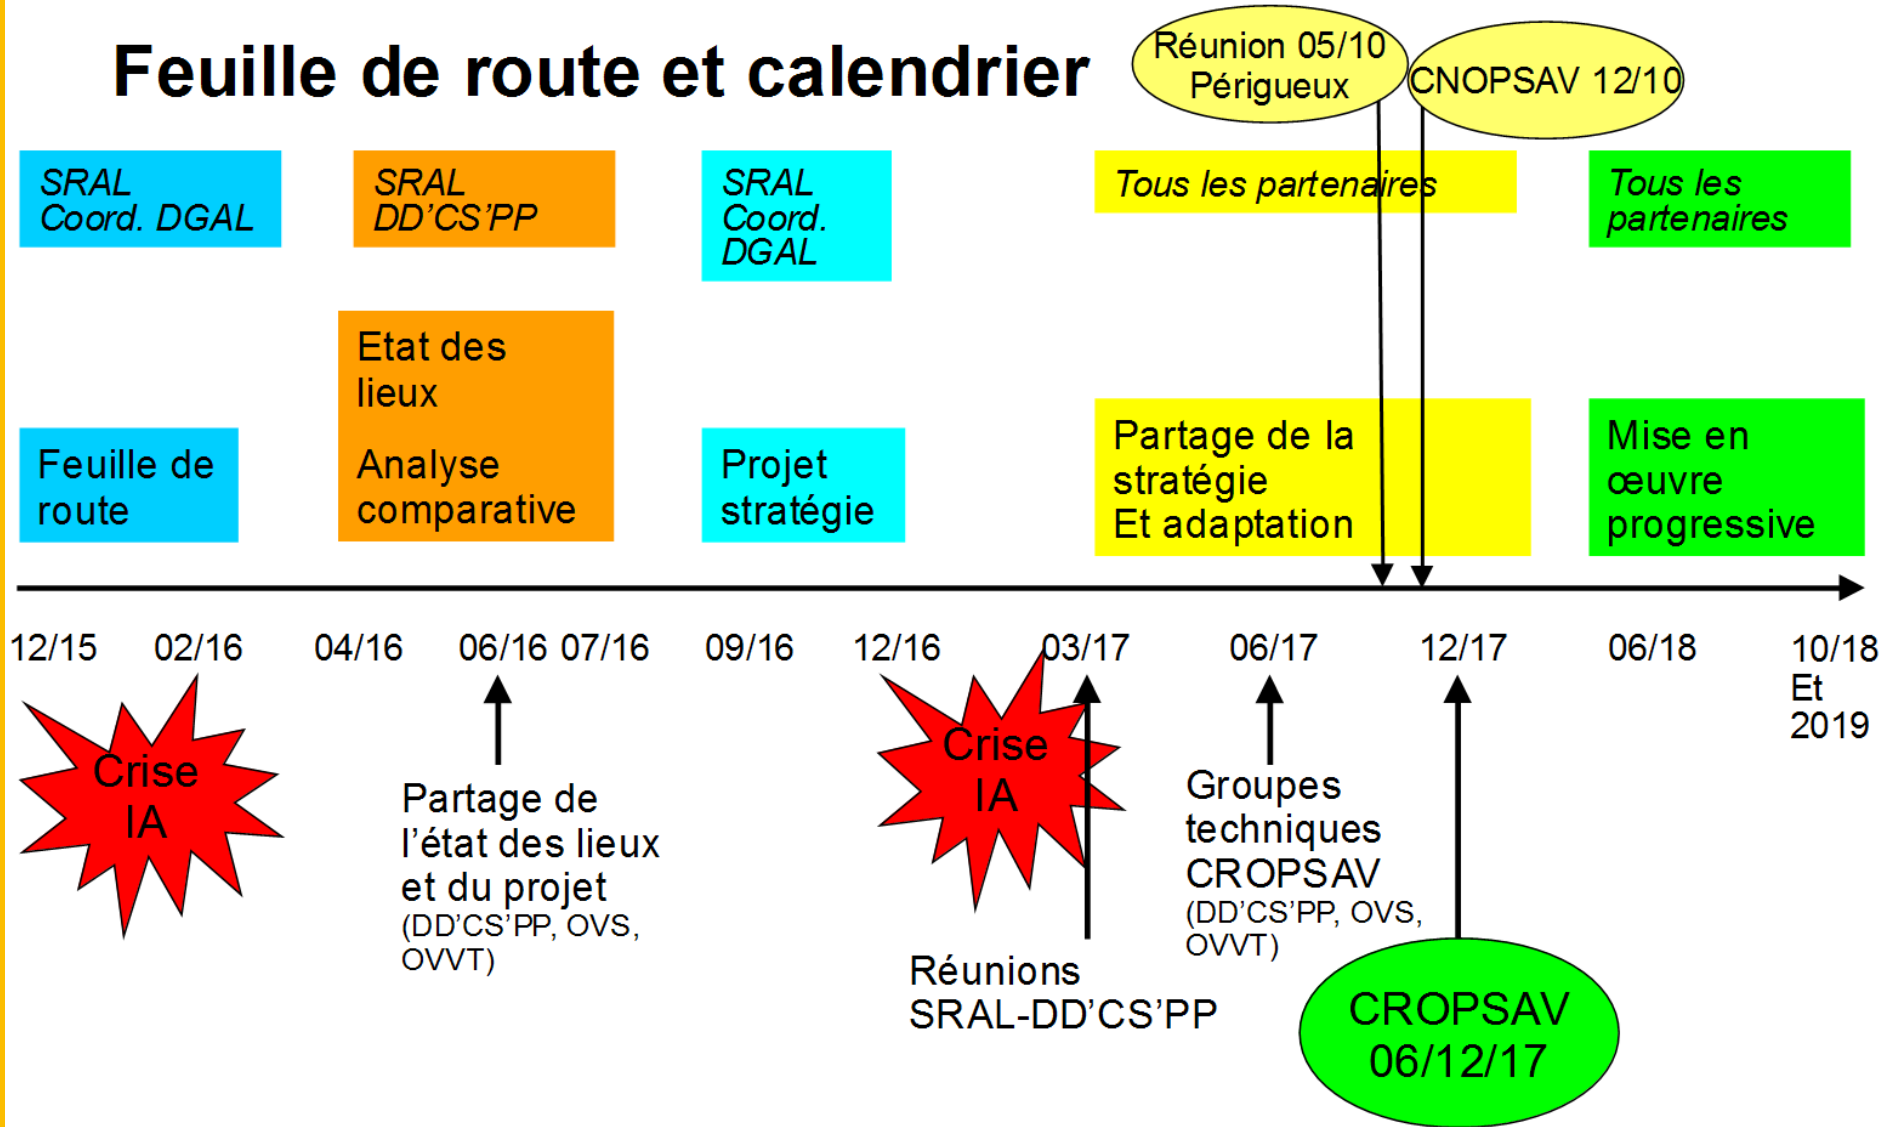 Feuille de route et calendrier
Réunion 05/10
Périgueux
CNOPSAV 12/10
SRAL
Coord. DGAL
SRAL
DD’CS’PP
SRAL
Coord.
DGAL
Tous les partenaires
Tous les
partenaires
Feuille de
route
Etat des
lieux
Analyse
comparative
Projet
stratégie
Partage de la
stratégie
Et adaptation
Mise en
œuvre
progressive
12/15
02/16
04/16
06/16
07/16
09/16
12/16
03/17
06/17
12/17
06/18
10/18
Et
2019
Crise
IA
Partage de
l’état des lieux
et du projet
(DD’CS’PP, OVS,
OVVT)
Crise
IA
Réunions
SRAL-DD’CS’PP
Groupes
techniques
CROPSAV
(DD’CS’PP, OVS,
OVVT)
CROPSAV
06/12/17